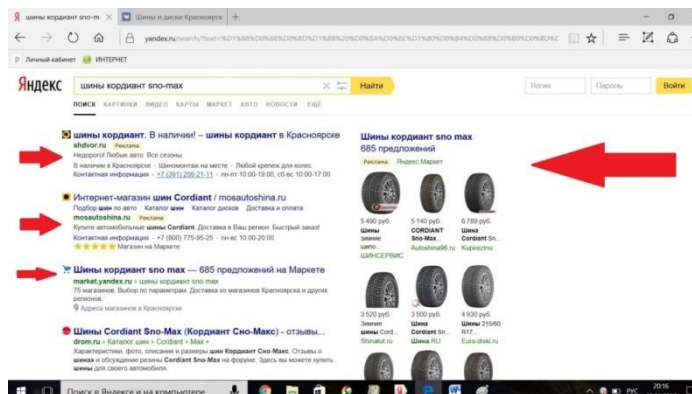 шины кордиант sno-m
Шины и диски Красноярск
yandex.ru
Личный кабинет
ИНТЕРНЕТ
Яндекс
шины кордиант sno-max
Найти
Логин
Пароль
Войти
ПОИСК КАРТИНКИ ВИДЕО КАРТЫ МАРКЕТ АВТО НОВОСТИ ЕЩЁ
шины кордиант. В наличии! – шины кордиант в Красноярске
shdvor.ru Реклама
Недорого! Любые авто. Все сезоны.
В наличии в Красноярске · Шиномонтаж на месте · Любой крепеж для колес
Контактная информация · +7 (391) 208-21-11 · пн-пт 10:00-19:00, сб-вс 10:00-17:00
Интернет-магазин шин Cordiant / mosautoshina.ru
Подбор шин по авто Каталог шин Каталог дисков Доставка и оплата
mosautoshina.ru Реклама
Купите автомобильные шины Cordiant. Доставка в Ваш регион. Быстрый заказ!
Контактная информация · +7 (800) 775-95-25 · пн-вс 10:00-20:00
Магазин на Маркете
Шины кордиант sno max — 685 предложений на Маркете
market.yandex.ru › шины кордиант sno max
75 магазинов. Выбор по параметрам. Доставка из магазинов Красноярска и других
регионов.
Адреса магазинов в Красноярске
Шины Cordiant Sno-Max (Кордиант Сно-Макс) - отзывы...
drom.ru › Каталог шин › Cordiant › Max ›
Характеристики, фото, описание и размеры шин Кордиант Сно-Макс. Отзывы о
шинах и обсуждение резины Cordiant Sno-Max на форуме. Здесь вы можете купить
шины для своего автомобиля.
Шины кордиант sno max
685 предложений
Реклама Яндекс.Маркет
5 490 руб. 5 140 руб. 6 789 руб.
Шины CORDIANT Шина
зимние Sno-Max... Cordiant Sn...
шипо... Autoshina96.ru Kupirezinu
ШИНСЕРВИС
3 520 руб. 3 500 руб. 4 930 руб.
Зимние Шина Шины 215/60
шины Cord... Cordiant Sn... R17...
Shinatut.ru Шина.RU Euro-diski.ru
Поиск в Яндексе и на компьютере
РУС
20:16